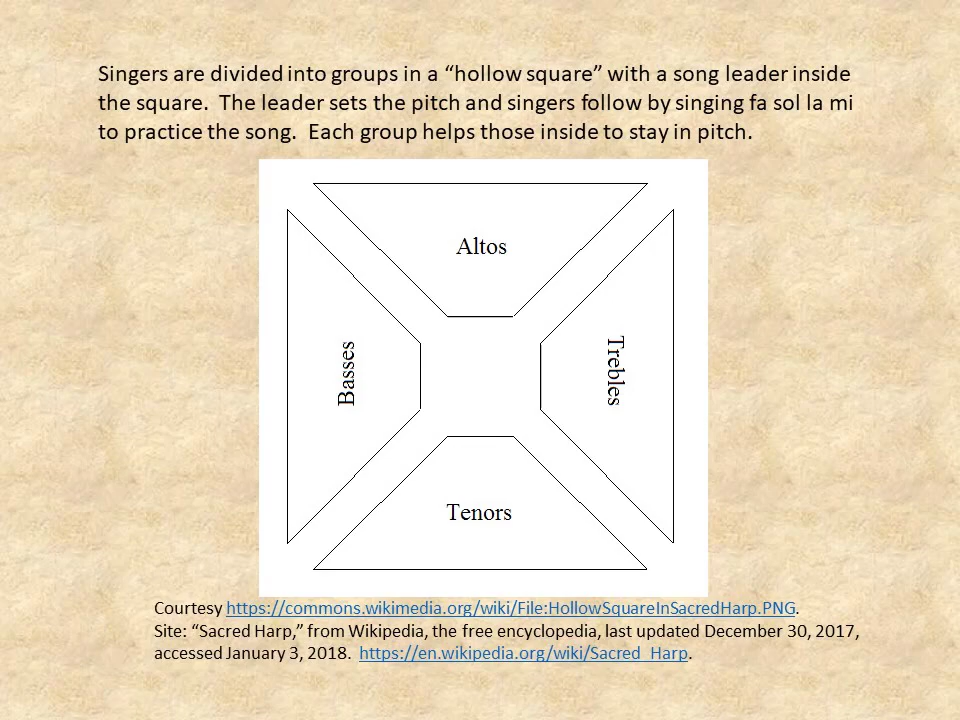 Singers are divided into groups in a “hollow square” with a song leader inside
the square.  The leader sets the pitch and singers follow by singing fa sol la mi
to practice the song.  Each group helps those inside to stay in pitch.
Altos
Basses
Trebles
Tenors
Courtesy https://commons.wikimedia.org/wiki/File:HollowSquareInSacredHarp.PNG.
Site: “Sacred Harp,” from Wikipedia, the free encyclopedia, last updated December 30, 2017,
accessed January 3, 2018.  https://en.wikipedia.org/wiki/Sacred_Harp.